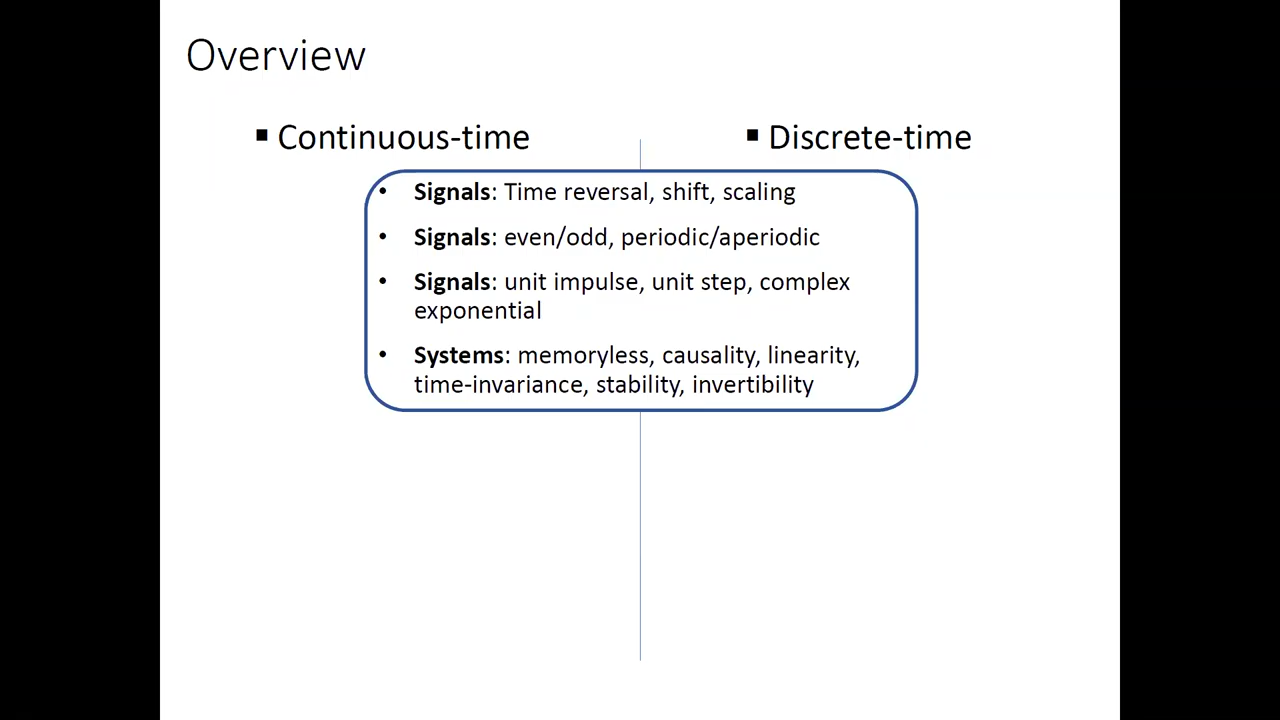 Overview
▪ Continuous-time
▪ Discrete-time
• Signals: Time reversal, shift, scaling
• Signals: even/odd, periodic/aperiodic
• Signals: unit impulse, unit step, complex
exponential
• Systems: memoryless, causality, linearity,
time-invariance, stability, invertibility